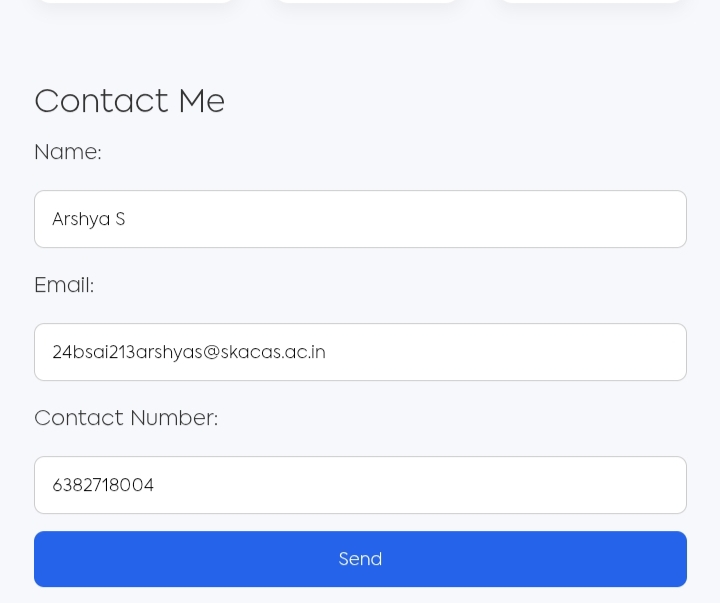 Contact Me
Name:
Arshya S
Email:
24bsai213arshyas@skacas.ac.in
Contact Number:
6382718004
Send